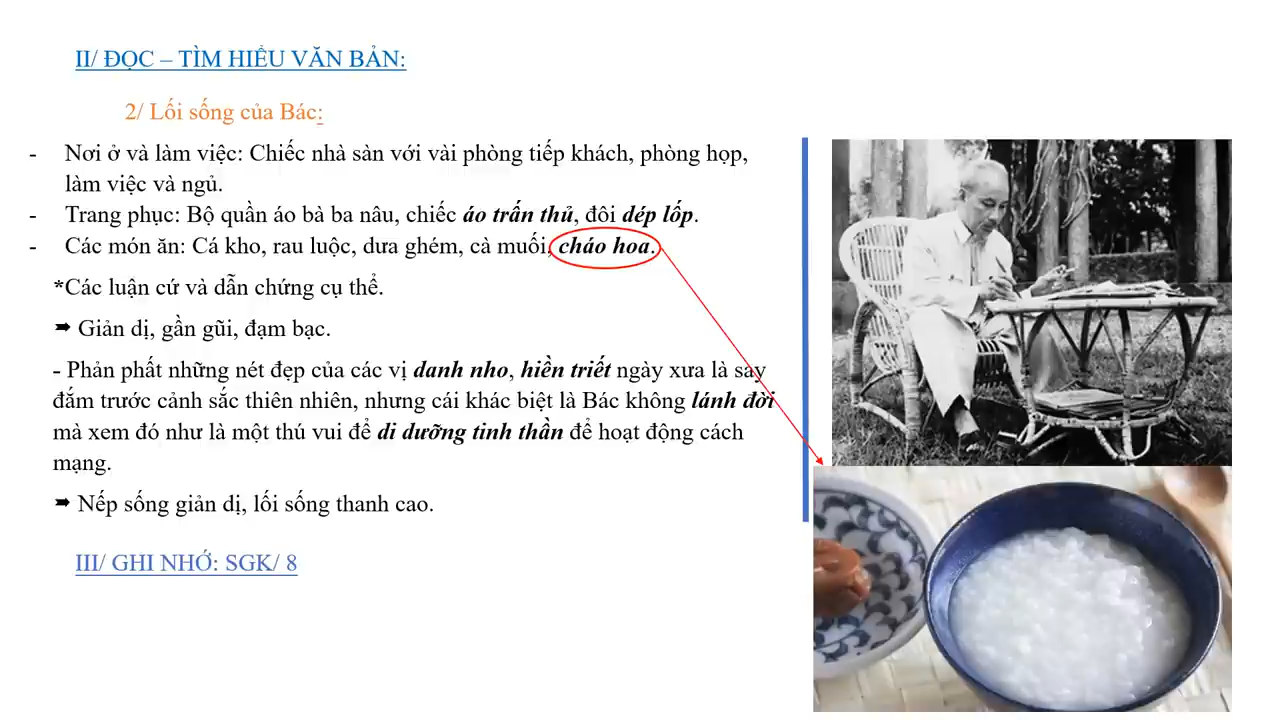 II/ ĐỌC – TÌM HIỂU VĂN BẢN:
2/ Lối sống của Bác:
- Nơi ở và làm việc: Chiếc nhà sàn với vài phòng tiếp khách, phòng họp,
làm việc và ngủ.
- Trang phục: Bộ quần áo bà ba nâu, chiếc áo trấn thủ, đôi dép lốp.
- Các món ăn: Cá kho, rau luộc, dưa ghém, cà muối, cháo hoa.
*Các luận cứ và dẫn chứng cụ thể.
➨ Giản dị, gần gũi, đạm bạc.
- Phản phất những nét đẹp của các vị danh nho, hiền triết ngày xưa là say
đắm trước cảnh sắc thiên nhiên, nhưng cái khác biệt là Bác không lánh đời
mà xem đó như là một thú vui để di dưỡng tinh thần để hoạt động cách
mạng.
➨ Nếp sống giản dị, lối sống thanh cao.
III/ GHI NHỚ: SGK/ 8